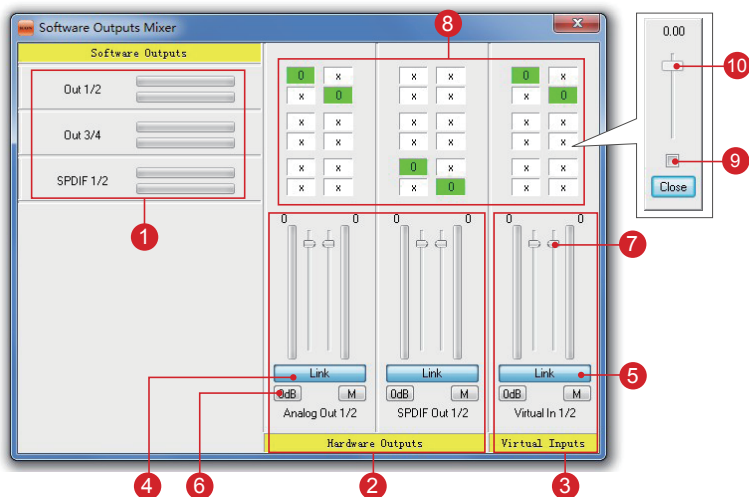 Software Outputs Mixer
8
0.00
10
9
Close
Software Outputs
Out 1/2
Out 3/4
SPDIF 1/2
1
0 x x x 0 x
x 0 x x x 0
x x x x x x
x x x x x x
x x 0 x x x
x x x 0 x x
0 0 0 0 0 0
7
Link Link Link
5
0dB M 0dB M 0dB M
Analog Out 1/2 SPDIF Out 1/2 Virtual In 1/2
Hardware Outputs Virtual Inputs
4 6 2 3